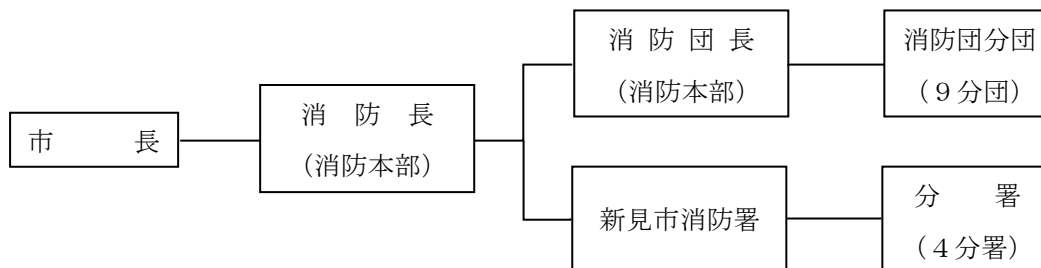 市長
消防長
（消防本部）
消防団長
（消防本部）
消防団分団
（９分団）
新見市消防署
分署
（４分署）